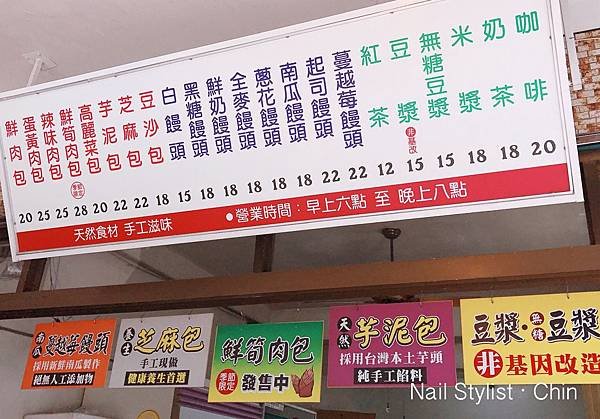 鮮肉包
20
蛋黃肉包
25
辣味肉包
25
鮮筍肉包
季節限定
28
高麗菜包
20
芋泥包
22
芝麻包
22
豆沙包
18
白饅頭
15
黑糖饅頭
18
鮮奶饅頭
18
全麥饅頭
18
蔥花饅頭
18
南瓜饅頭
18
起司饅頭
22
蔓越莓饅頭
22
紅茶
12
豆漿
非基改
15
無糖豆漿
15
米漿
18
奶茶
18
咖啡
20
天然食材 手工滋味
●營業時間：早上六點 至 晚上八點
南瓜 蔓越莓饅頭
採用新鮮南瓜製作
絕無人工添加物
養生 芝麻包
手工現做
健康養生首選
鮮筍肉包
季節限定 發售中
天然 芋泥包
採用台灣本土芋頭
純手工餡料
豆漿·無糖豆漿
非基因改造
Nail Stylist · Chin